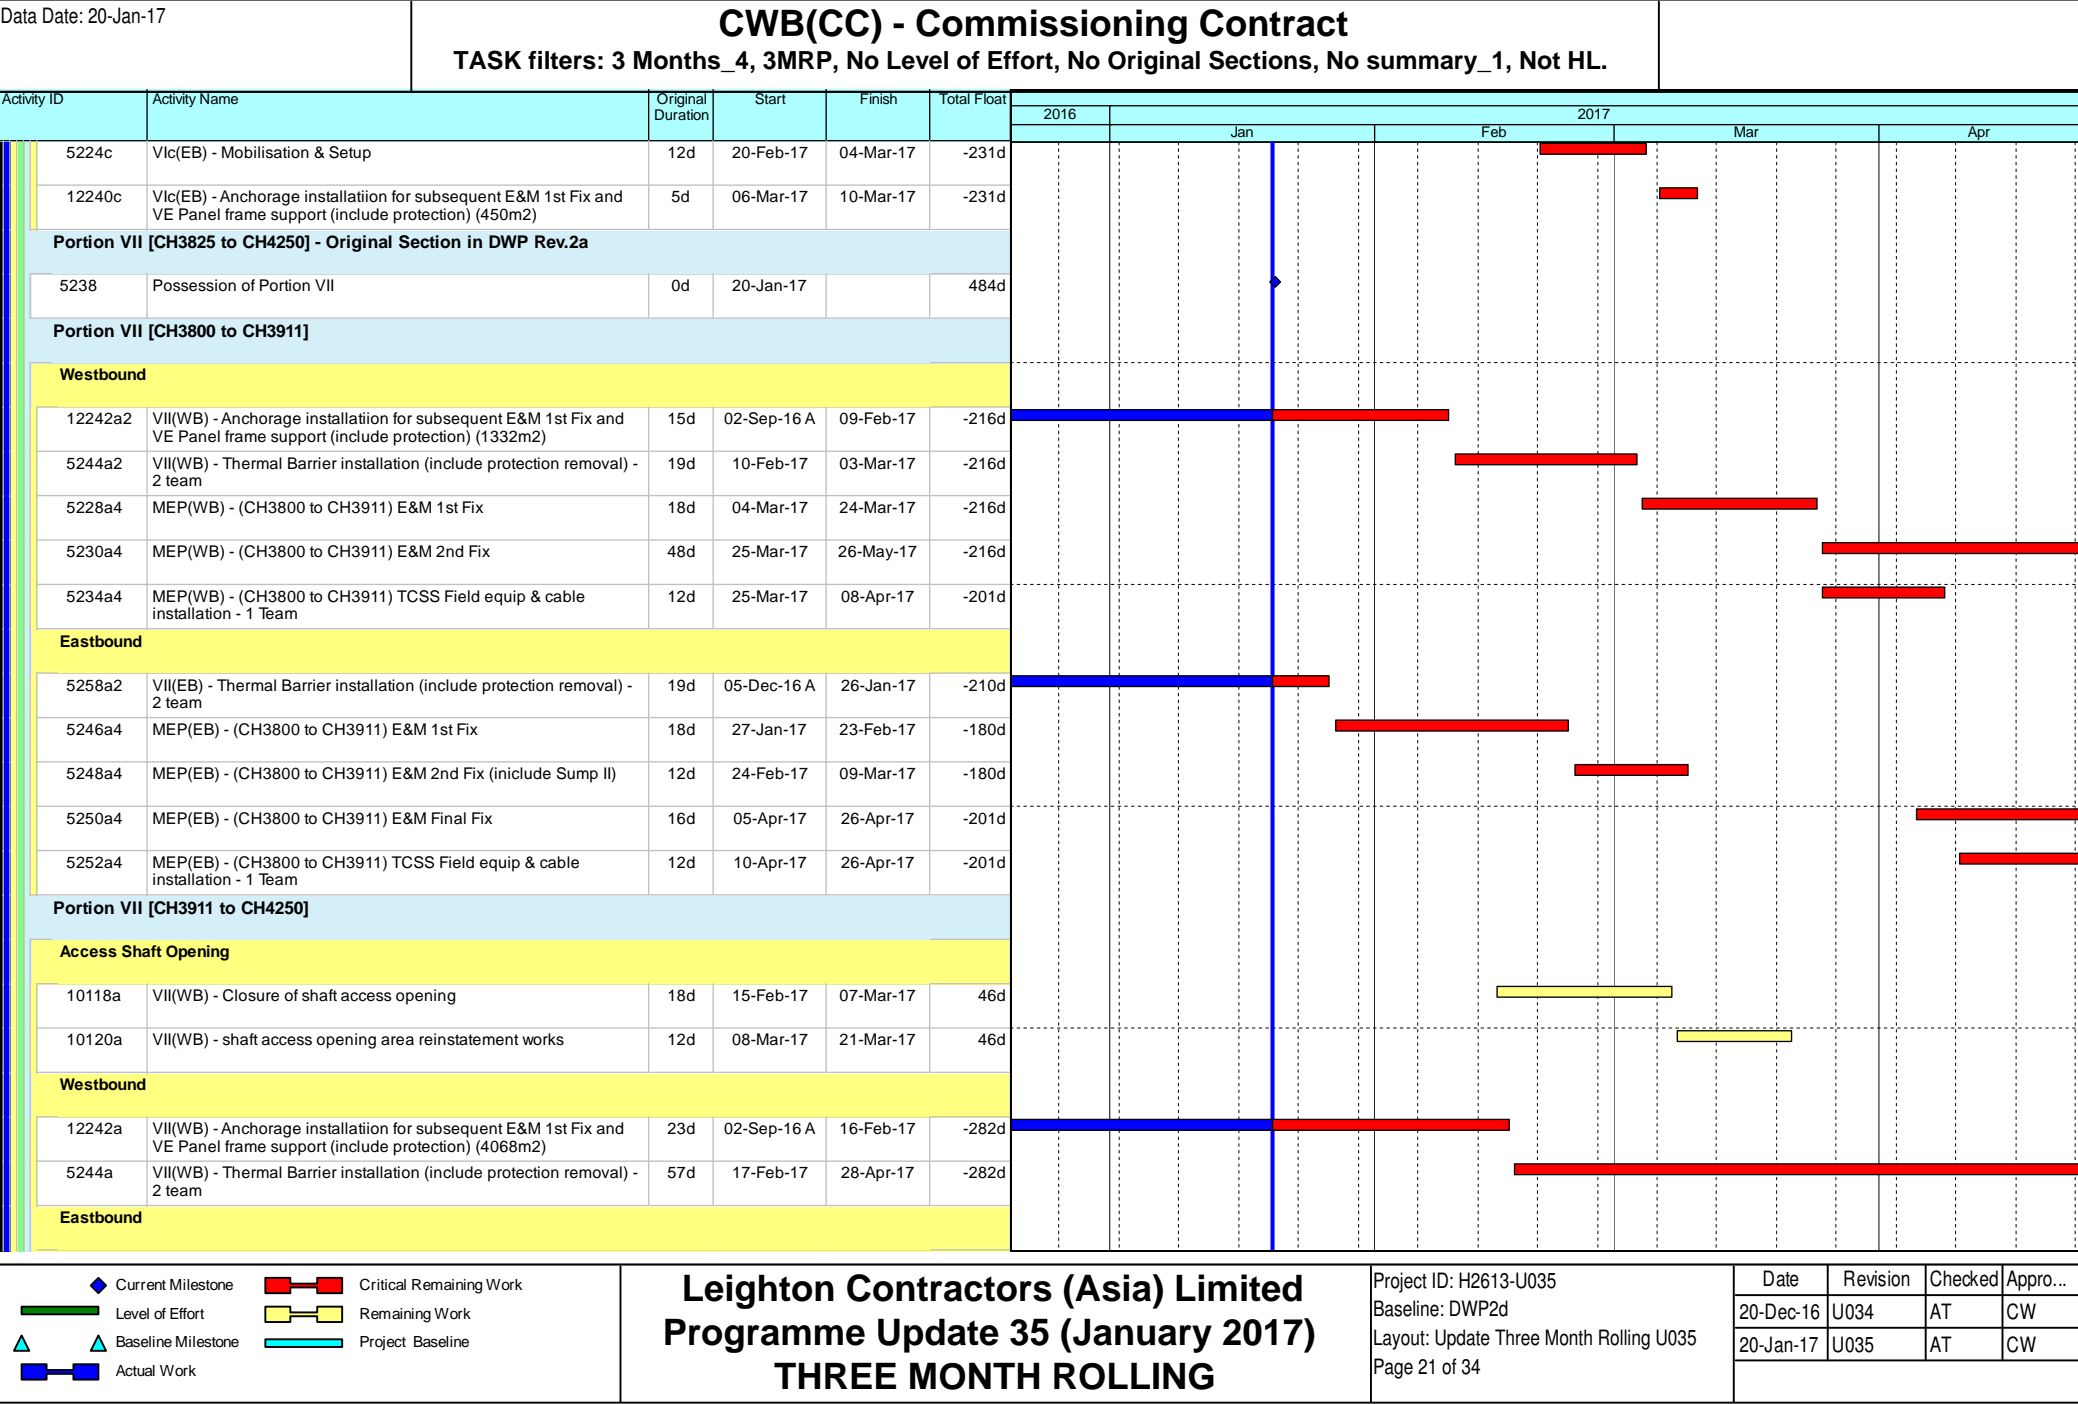 Data Date: 20-Jan-17
CWB(CC) - Commissioning Contract
TASK filters: 3 Months_4, 3MRP, No Level of Effort, No Original Sections, No summary_1, Not HL.
Activity ID Activity Name Original Duration Start Finish Total Float
2016 2017
Jan Feb Mar Apr
5224c VIc(EB) - Mobilisation & Setup 12d 20-Feb-17 04-Mar-17 -231d
12240c VIc(EB) - Anchorage installatiion for subsequent E&M 1st Fix and 5d 06-Mar-17 10-Mar-17 -231d
VE Panel frame support (include protection) (450m2)
Portion VII [CH3825 to CH4250] - Original Section in DWP Rev.2a
5238 Possession of Portion VII 0d 20-Jan-17 484d
Portion VII [CH3800 to CH3911]
Westbound
12242a2 VII(WB) - Anchorage installatiion for subsequent E&M 1st Fix and 15d 02-Sep-16 A 09-Feb-17 -216d
VE Panel frame support (include protection) (1332m2)
5244a2 VII(WB) - Thermal Barrier installation (include protection removal) - 19d 10-Feb-17 03-Mar-17 -216d
2 team
5228a4 MEP(WB) - (CH3800 to CH3911) E&M 1st Fix 18d 04-Mar-17 24-Mar-17 -216d
5230a4 MEP(WB) - (CH3800 to CH3911) E&M 2nd Fix 48d 25-Mar-17 26-May-17 -216d
5234a4 MEP(WB) - (CH3800 to CH3911) TCSS Field equip & cable 12d 25-Mar-17 08-Apr-17 -201d
installation - 1 Team
Eastbound
5258a2 VII(EB) - Thermal Barrier installation (include protection removal) - 19d 05-Dec-16 A 26-Jan-17 -210d
2 team
5246a4 MEP(EB) - (CH3800 to CH3911) E&M 1st Fix 18d 27-Jan-17 23-Feb-17 -180d
5248a4 MEP(EB) - (CH3800 to CH3911) E&M 2nd Fix (iniclude Sump II) 12d 24-Feb-17 09-Mar-17 -180d
5250a4 MEP(EB) - (CH3800 to CH3911) E&M Final Fix 16d 05-Apr-17 26-Apr-17 -201d
5252a4 MEP(EB) - (CH3800 to CH3911) TCSS Field equip & cable 12d 10-Apr-17 26-Apr-17 -201d
installation - 1 Team
Portion VII [CH3911 to CH4250]
Access Shaft Opening
10118a VII(WB) - Closure of shaft access opening 18d 15-Feb-17 07-Mar-17 46d
10120a VII(WB) - shaft access opening area reinstatement works 12d 08-Mar-17 21-Mar-17 46d
Westbound
12242a VII(WB) - Anchorage installatiion for subsequent E&M 1st Fix and 23d 02-Sep-16 A 16-Feb-17 -282d
VE Panel frame support (include protection) (4068m2)
5244a VII(WB) - Thermal Barrier installation (include protection removal) - 57d 17-Feb-17 28-Apr-17 -282d
2 team
Eastbound
Current Milestone Critical Remaining Work
Level of Effort Remaining Work
Baseline Milestone Project Baseline
Actual Work
Leighton Contractors (Asia) Limited
Programme Update 35 (January 2017)
THREE MONTH ROLLING
Project ID: H2613-U035
Baseline: DWP2d
Layout: Update Three Month Rolling U035
Page 21 of 34
Date Revision Checked Appro...
20-Dec-16 U034 AT CW
20-Jan-17 U035 AT CW